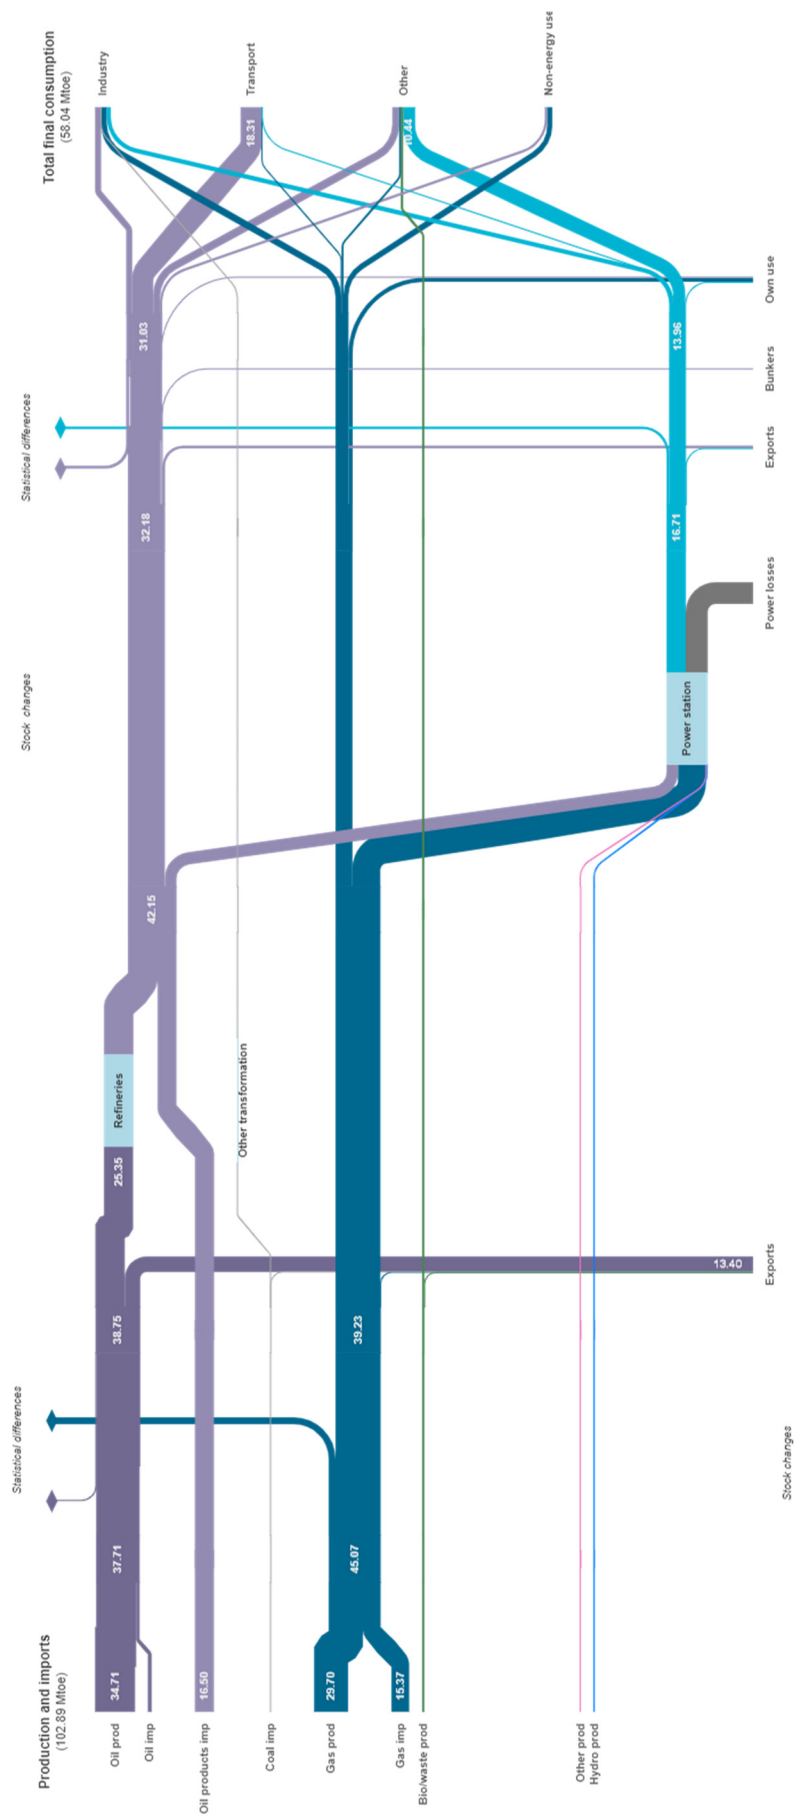 Production and imports
(102.89 Mtoe)
Statistical differences
Stock changes
Statistical differences
Total final consumption
(58.04 Mtoe)
Oil prod
34.71
37.71
38.75
25.35
Refineries
Industry
Oil imp
42.15
32.18
31.03
18.31
Transport
Oil products imp
16.50
Coal imp
Other transformation
Gas prod
29.70
45.07
39.23
Gas imp
15.37
Bio/waste prod
10.44
Other
Non-energy use
Other prod
Hydro prod
Power station
16.71
13.96
13.40
Exports
Power losses
Exports
Bunkers
Own use
Stock changes